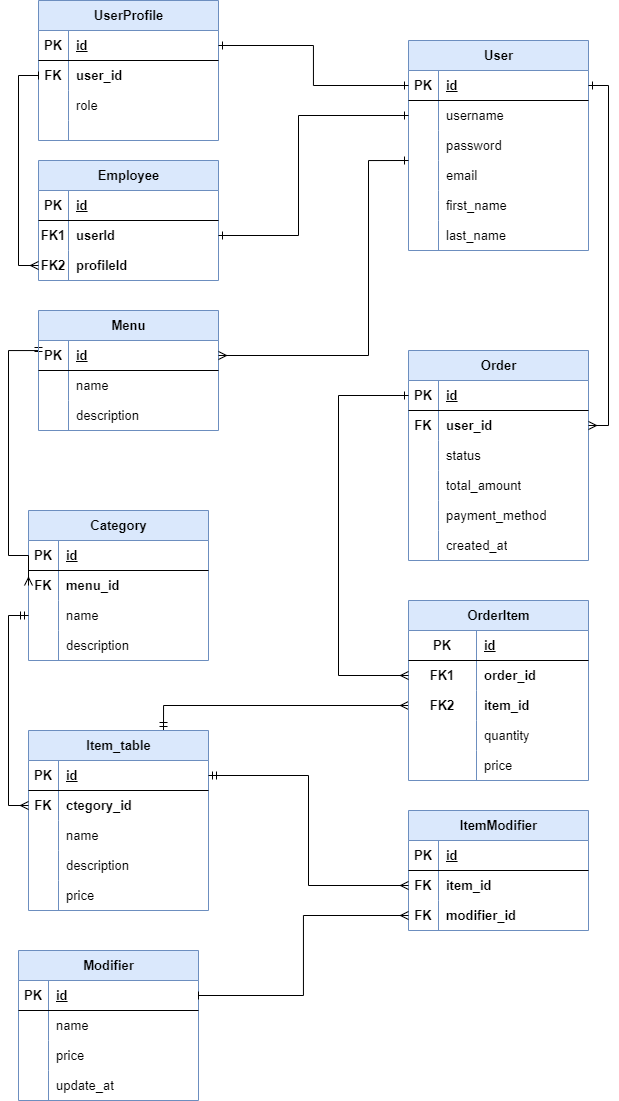 UserProfile
PK id
FK user_id
role
User
PK id
username
password
email
first_name
last_name
Employee
PK id
FK1 userId
FK2 profileId
Menu
PK id
name
description
Order
PK id
FK user_id
status
total_amount
payment_method
created_at
Category
PK id
FK menu_id
name
description
OrderItem
PK id
FK1 order_id
FK2 item_id
quantity
price
Item_table
PK id
FK ctegory_id
name
description
price
ItemModifier
PK id
FK item_id
FK modifier_id
Modifier
PK id
name
price
update_at